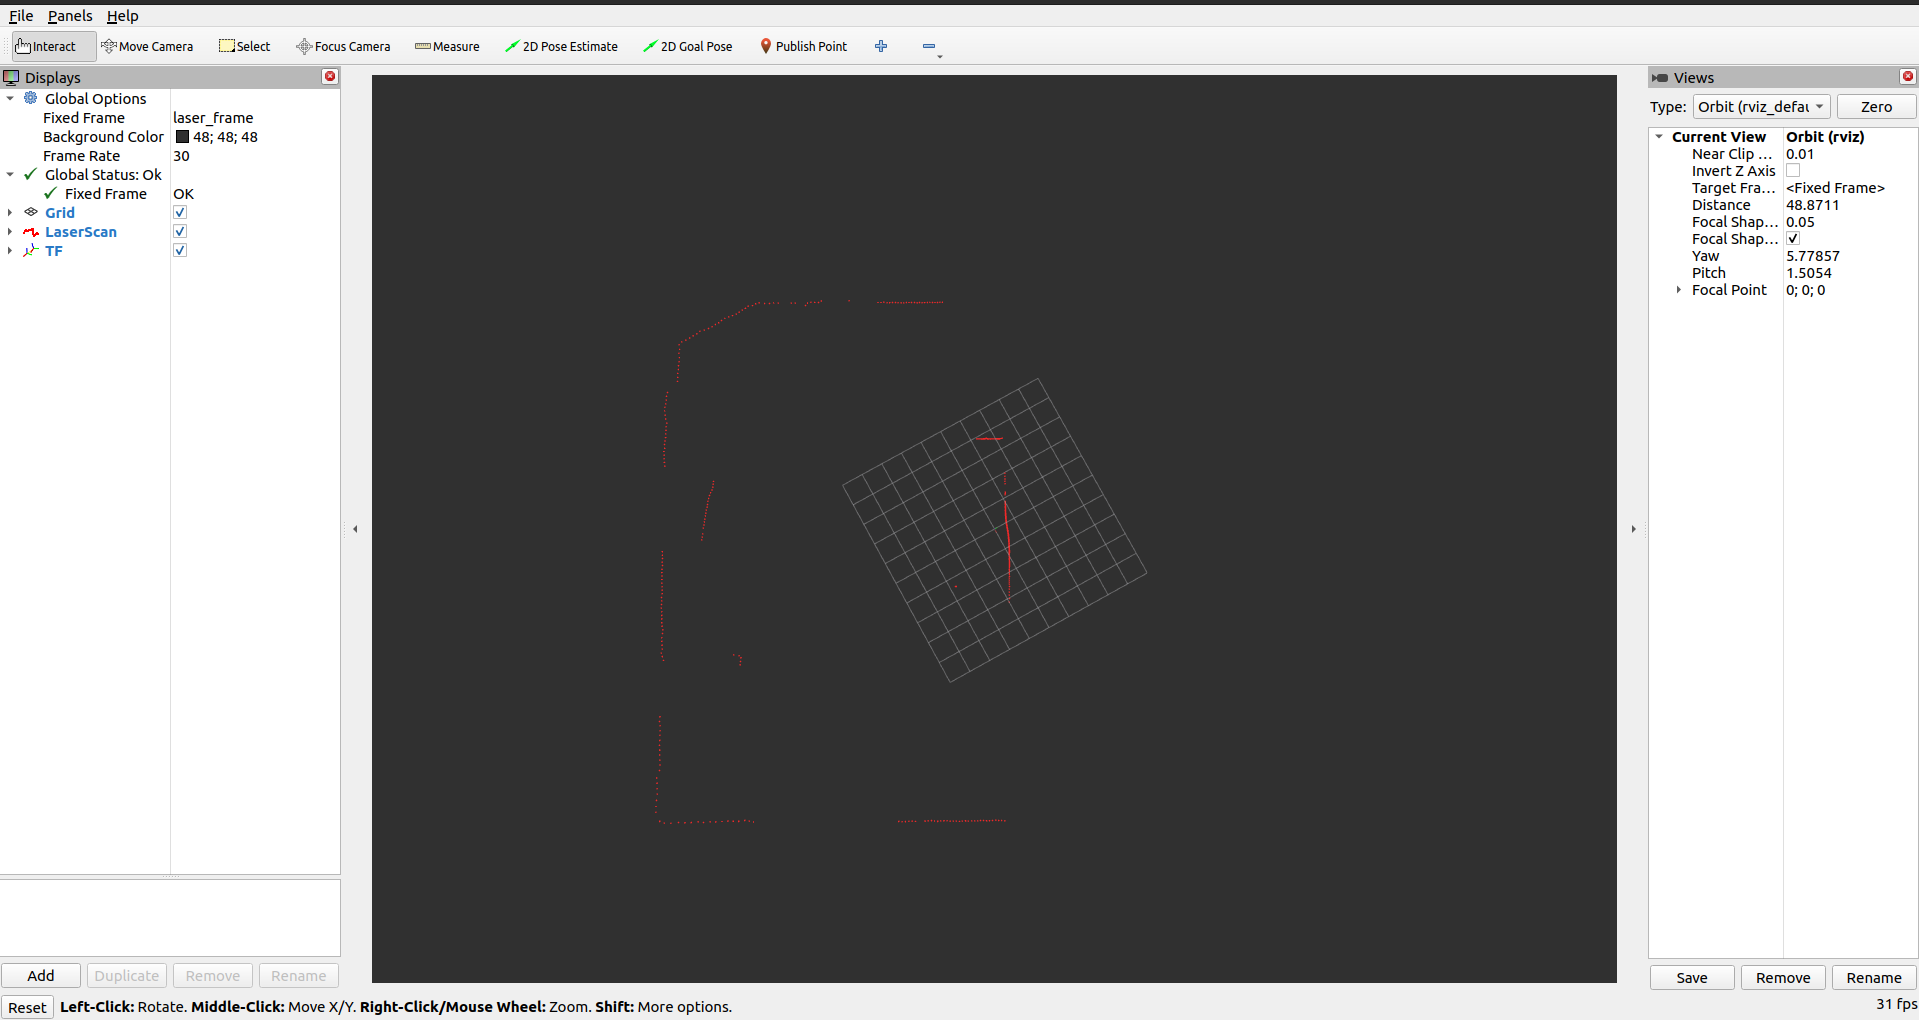 File Panels Help
Interact Move Camera Select Focus Camera Measure 2D Pose Estimate 2D Goal Pose Publish Point
Displays
Global Options
Fixed Frame laser_frame
Background Color 48; 48; 48
Frame Rate 30
Global Status: Ok
Fixed Frame OK
Grid
LaserScan
TF
Add Duplicate Remove Rename
Views
Type: Orbit (rviz_defau Zero
Current View Orbit (rviz)
Near Clip ... 0.01
Invert Z Axis
Target Fra... <Fixed Frame>
Distance 48.8711
Focal Shap... 0.05
Focal Shap...
Yaw 5.77857
Pitch 1.5054
Focal Point 0; 0; 0
Save Remove Rename
Reset Left-Click: Rotate. Middle-Click: Move X/Y. Right-Click/Mouse Wheel: Zoom. Shift: More options.
31 fps